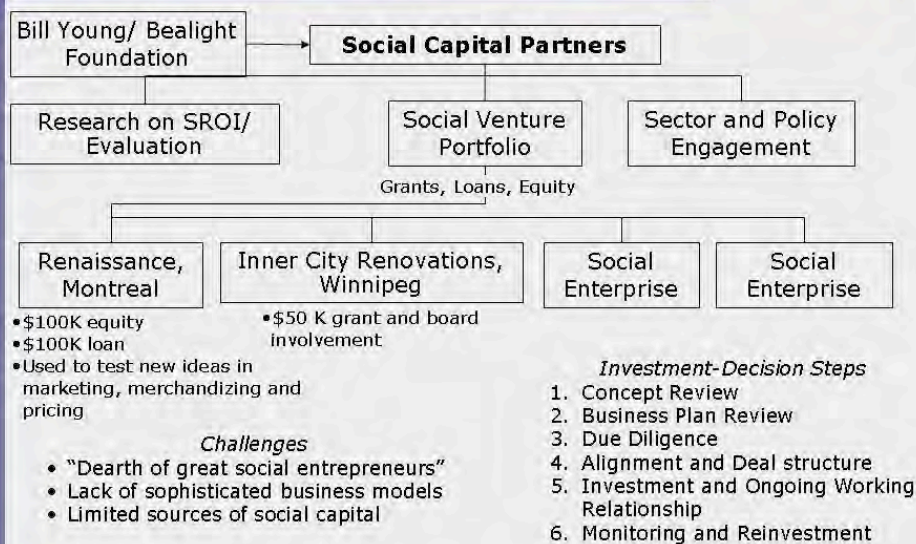 Bill Young/ Bealight
Foundation
Social Capital Partners
Research on SROI/
Evaluation
Social Venture
Portfolio
Sector and Policy
Engagement
Grants, Loans, Equity
Renaissance,
Montreal
Inner City Renovations,
Winnipeg
Social
Enterprise
Social
Enterprise
•$100K equity
•$100K loan
•Used to test new ideas in
marketing, merchandizing and
pricing
•$50 K grant and board
involvement
Challenges
• “Dearth of great social entrepreneurs”
• Lack of sophisticated business models
• Limited sources of social capital
Investment-Decision Steps
1. Concept Review
2. Business Plan Review
3. Due Diligence
4. Alignment and Deal structure
5. Investment and Ongoing Working
Relationship
6. Monitoring and Reinvestment